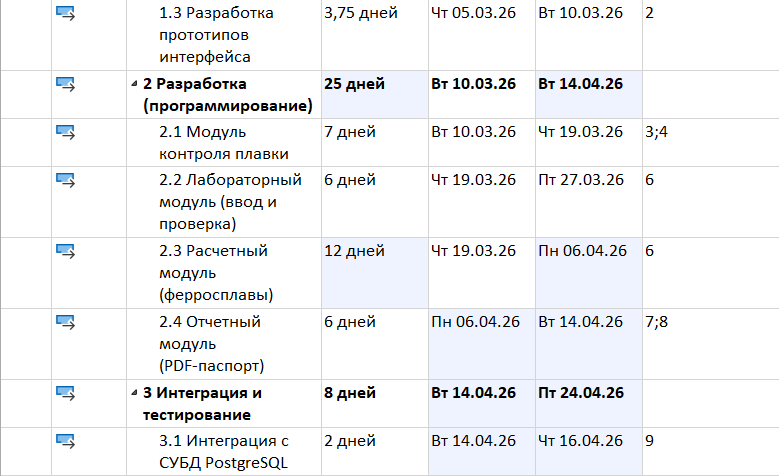 1.3 Разработка прототипов интерфейса 3,75 дней Чт 05.03.26 Вт 10.03.26 2
2 Разработка (программирование) 25 дней Вт 10.03.26 Вт 14.04.26
2.1 Модуль контроля плавки 7 дней Вт 10.03.26 Чт 19.03.26 3;4
2.2 Лабораторный модуль (ввод и проверка) 6 дней Чт 19.03.26 Пт 27.03.26 6
2.3 Расчетный модуль (ферросплавы) 12 дней Чт 19.03.26 Пн 06.04.26 6
2.4 Отчетный модуль (PDF-паспорт) 6 дней Пн 06.04.26 Вт 14.04.26 7;8
3 Интеграция и тестирование 8 дней Вт 14.04.26 Пт 24.04.26
3.1 Интеграция с СУБД PostgreSQL 2 дней Вт 14.04.26 Чт 16.04.26 9